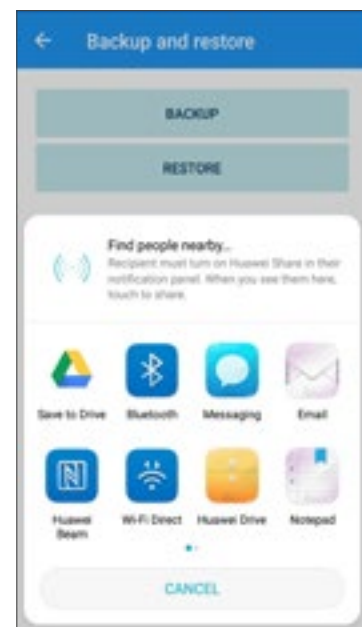 Backup and restore
BACKUP
RESTORE
Find people nearby...
Recipient must turn on Huawei Share in their
notification panel. When you see them here,
touch to share.
Save to Drive Bluetooth Messaging Email
Huawei Beam Wi-Fi Direct Huawei Drive Notepad
CANCEL